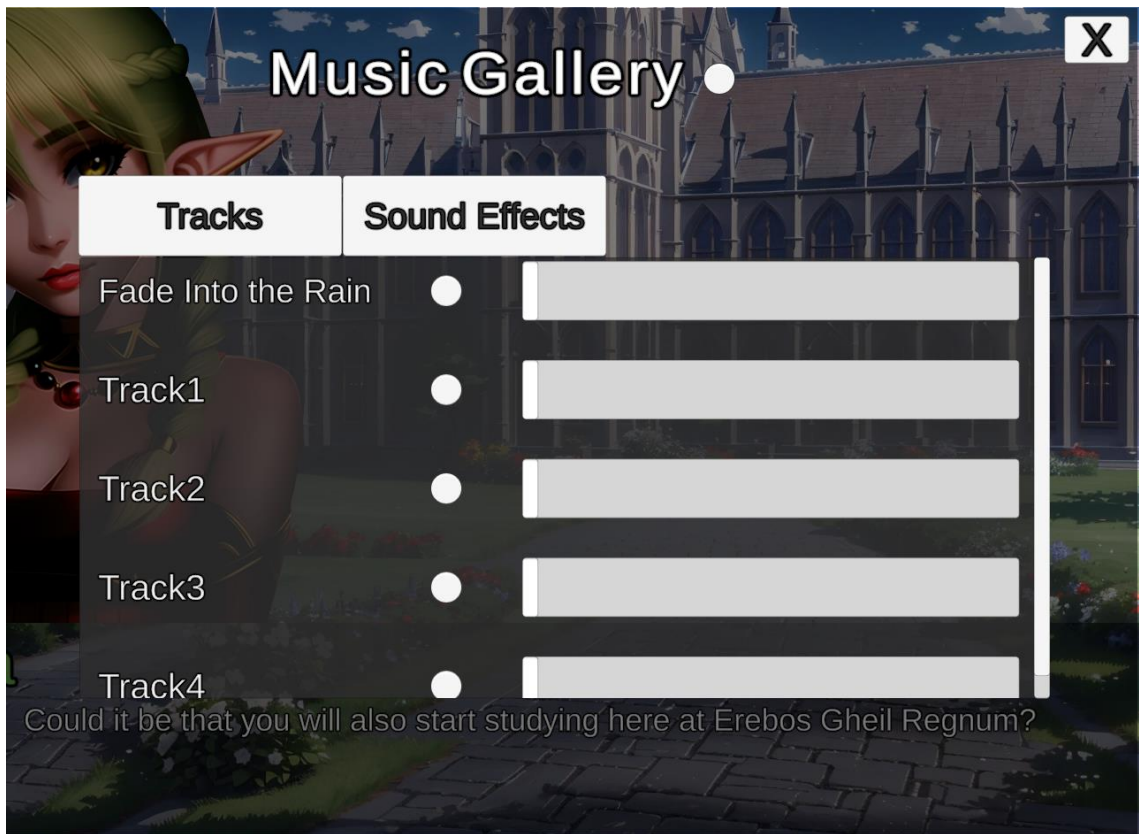 X
Music Gallery
Tracks
Sound Effects
Fade Into the Rain
Track1
Track2
Track3
Track4
Could it be that you will also start studying here at Erebos Gheil Regnum?